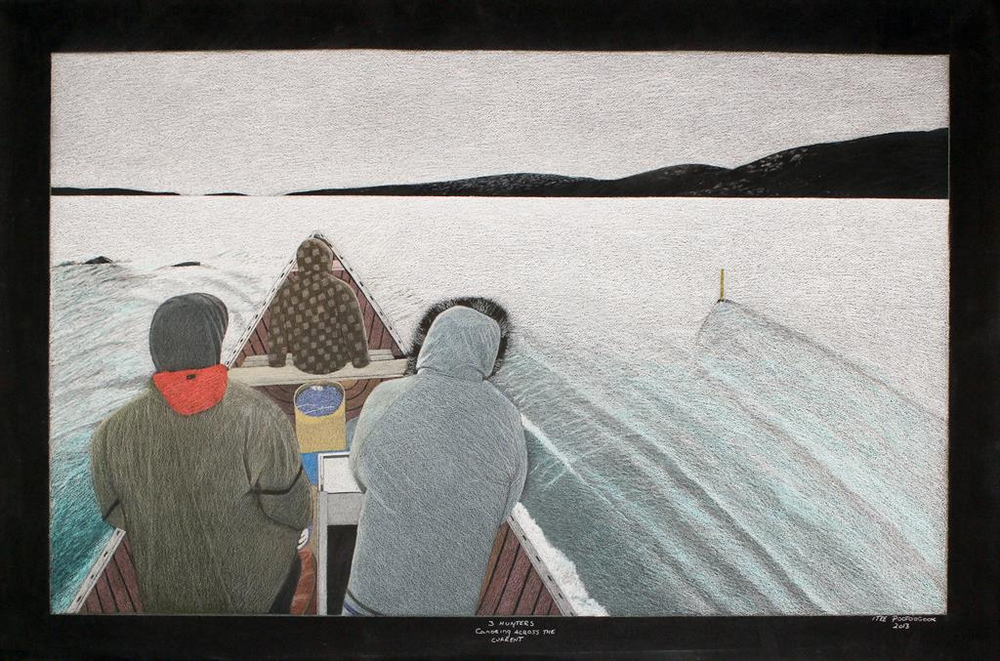 3 HUNTERS
Canoeing ACROSS THE
CURRENT
ITEE POOTOOGOOK
2013